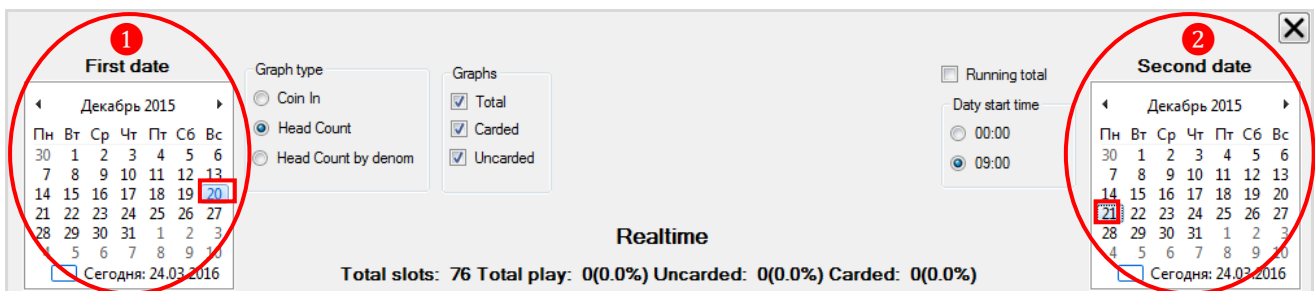 1
First date
Декабрь 2015
Пн Вт Ср Чт Пт Сб Вс
30 1 2 3 4 5 6
7 8 9 10 11 12 13
14 15 16 17 18 19 20
21 22 23 24 25 26 27
28 29 30 31 1 2 3
4 5 6 7 8 9 10
Сегодня: 24.03.2016
Graph type
Coin In
Head Count
Head Count by denom
Graphs
Total
Carded
Uncarded
Realtime
Total slots: 76 Total play: 0(0.0%) Uncarded: 0(0.0%) Carded: 0(0.0%)
Running total
Daty start time
00:00
09:00
2
Second date
Декабрь 2015
Пн Вт Ср Чт Пт Сб Вс
30 1 2 3 4 5 6
7 8 9 10 11 12 13
14 15 16 17 18 19 20
21 22 23 24 25 26 27
28 29 30 31 1 2 3
4 5 6 7 8 9 10
Сегодня: 24.03.2016